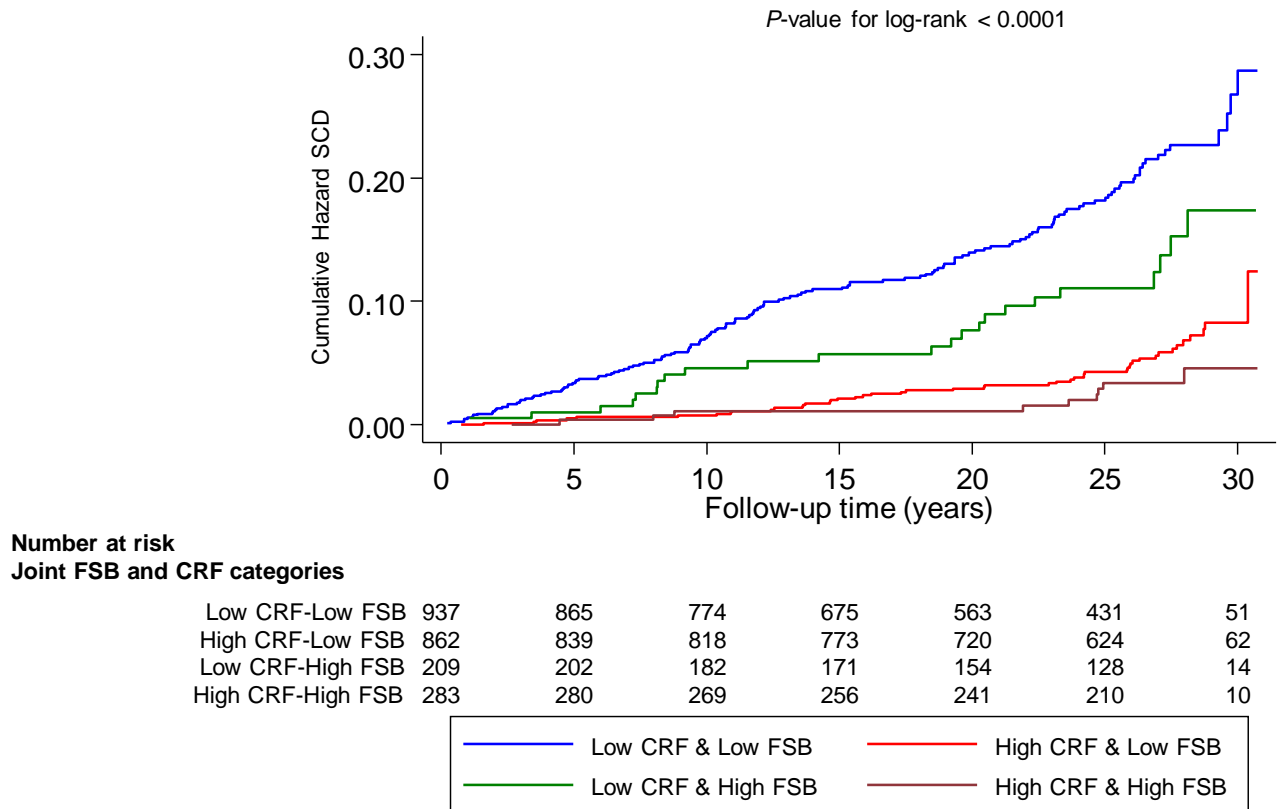 P-value for log-rank < 0.0001
Cumulative Hazard SCD
0.30
0.20
0.10
0.00
0 5 10 15 20 25 30
Follow-up time (years)
Number at risk
Joint FSB and CRF categories
Low CRF-Low FSB 937 865 774 675 563 431 51
High CRF-Low FSB 862 839 818 773 720 624 62
Low CRF-High FSB 209 202 182 171 154 128 14
High CRF-High FSB 283 280 269 256 241 210 10
Low CRF & Low FSB High CRF & Low FSB
Low CRF & High FSB High CRF & High FSB